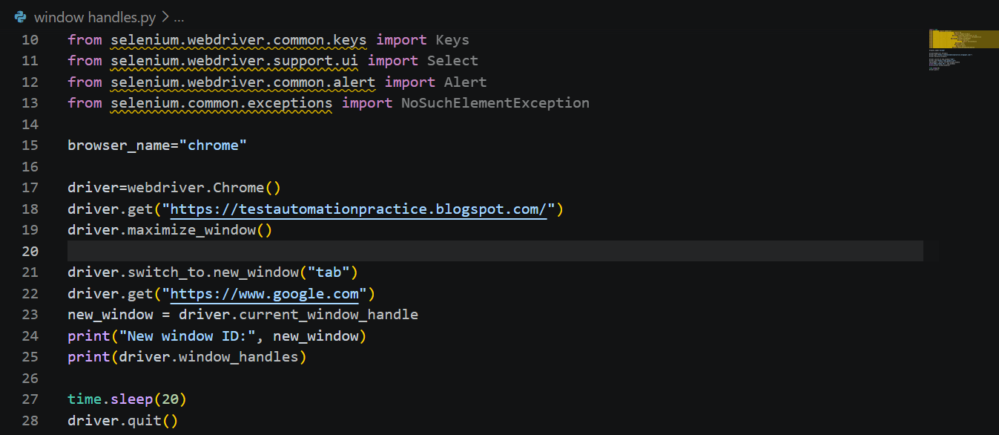 window handles.py > ...
10 from selenium.webdriver.common.keys import Keys
11 from selenium.webdriver.support.ui import Select
12 from selenium.webdriver.common.alert import Alert
13 from selenium.common.exceptions import NoSuchElementException
14
15 browser_name="chrome"
16
17 driver=webdriver.Chrome()
18 driver.get("https://testautomationpractice.blogspot.com/")
19 driver.maximize_window()
20
21 driver.switch_to.new_window("tab")
22 driver.get("https://www.google.com")
23 new_window = driver.current_window_handle
24 print("New window ID:", new_window)
25 print(driver.window_handles)
26
27 time.sleep(20)
28 driver.quit()